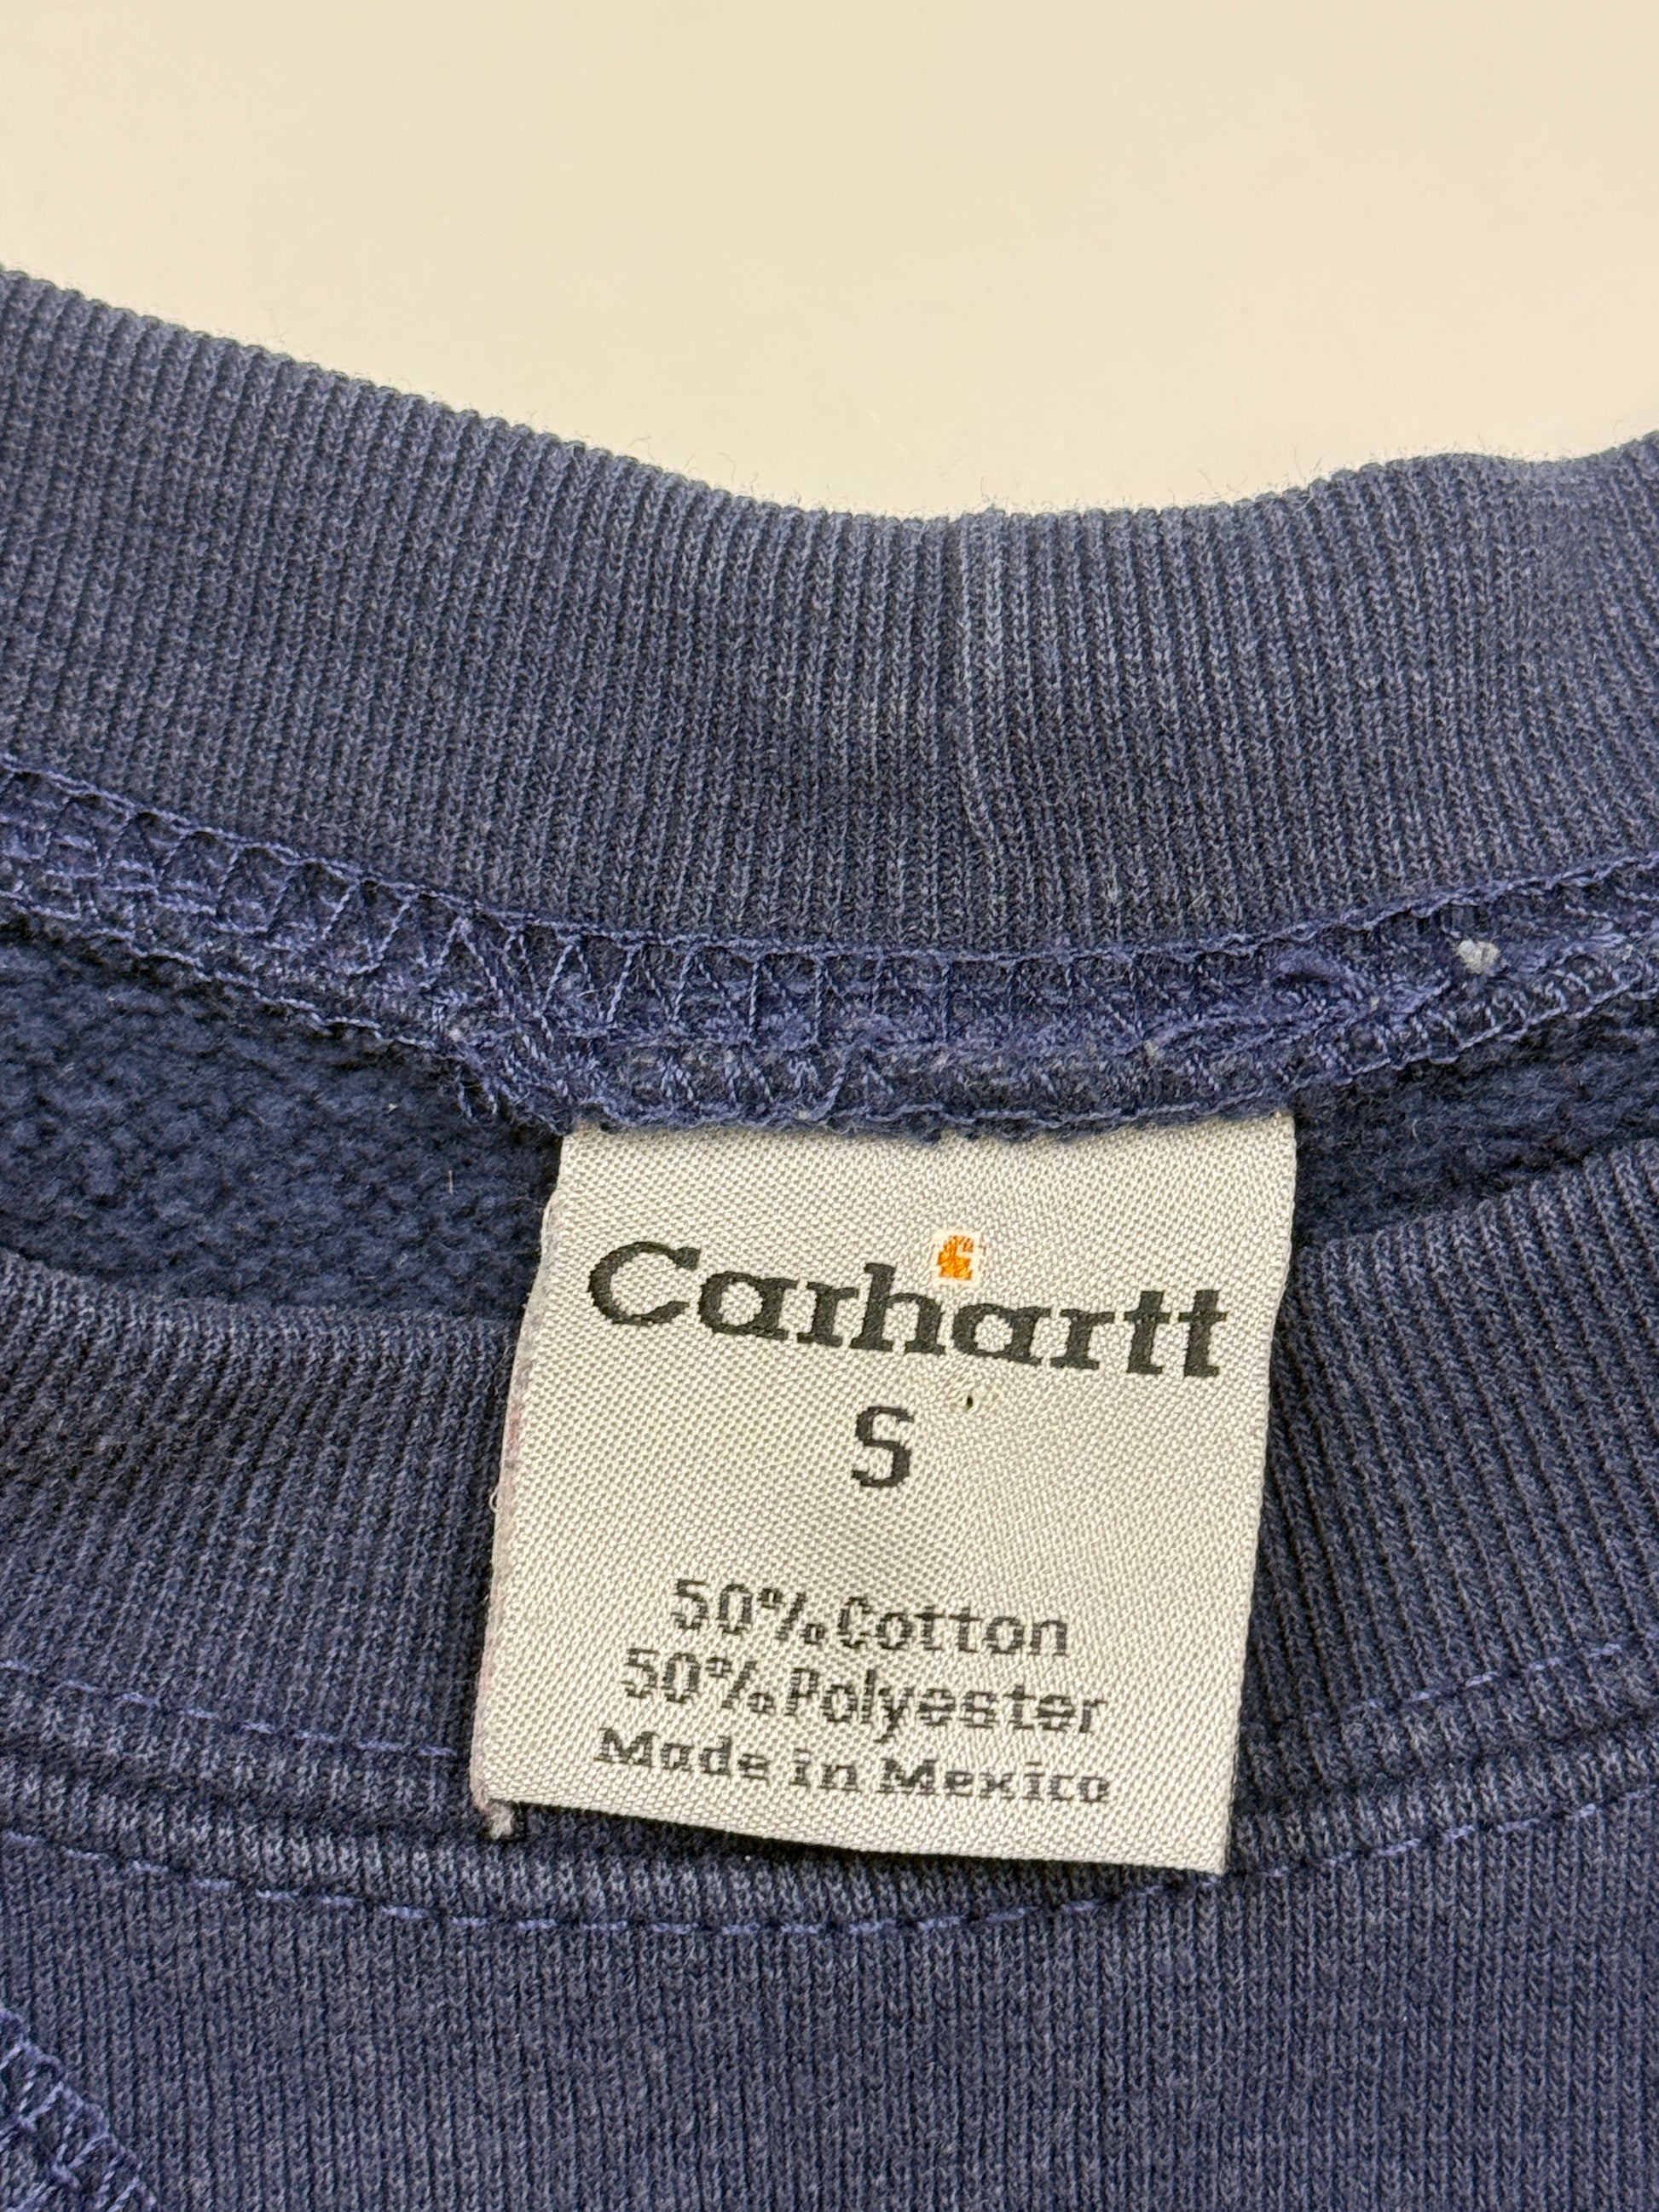 Carhartt
S
50% Cotton
50% Polyester
Made in Mexico